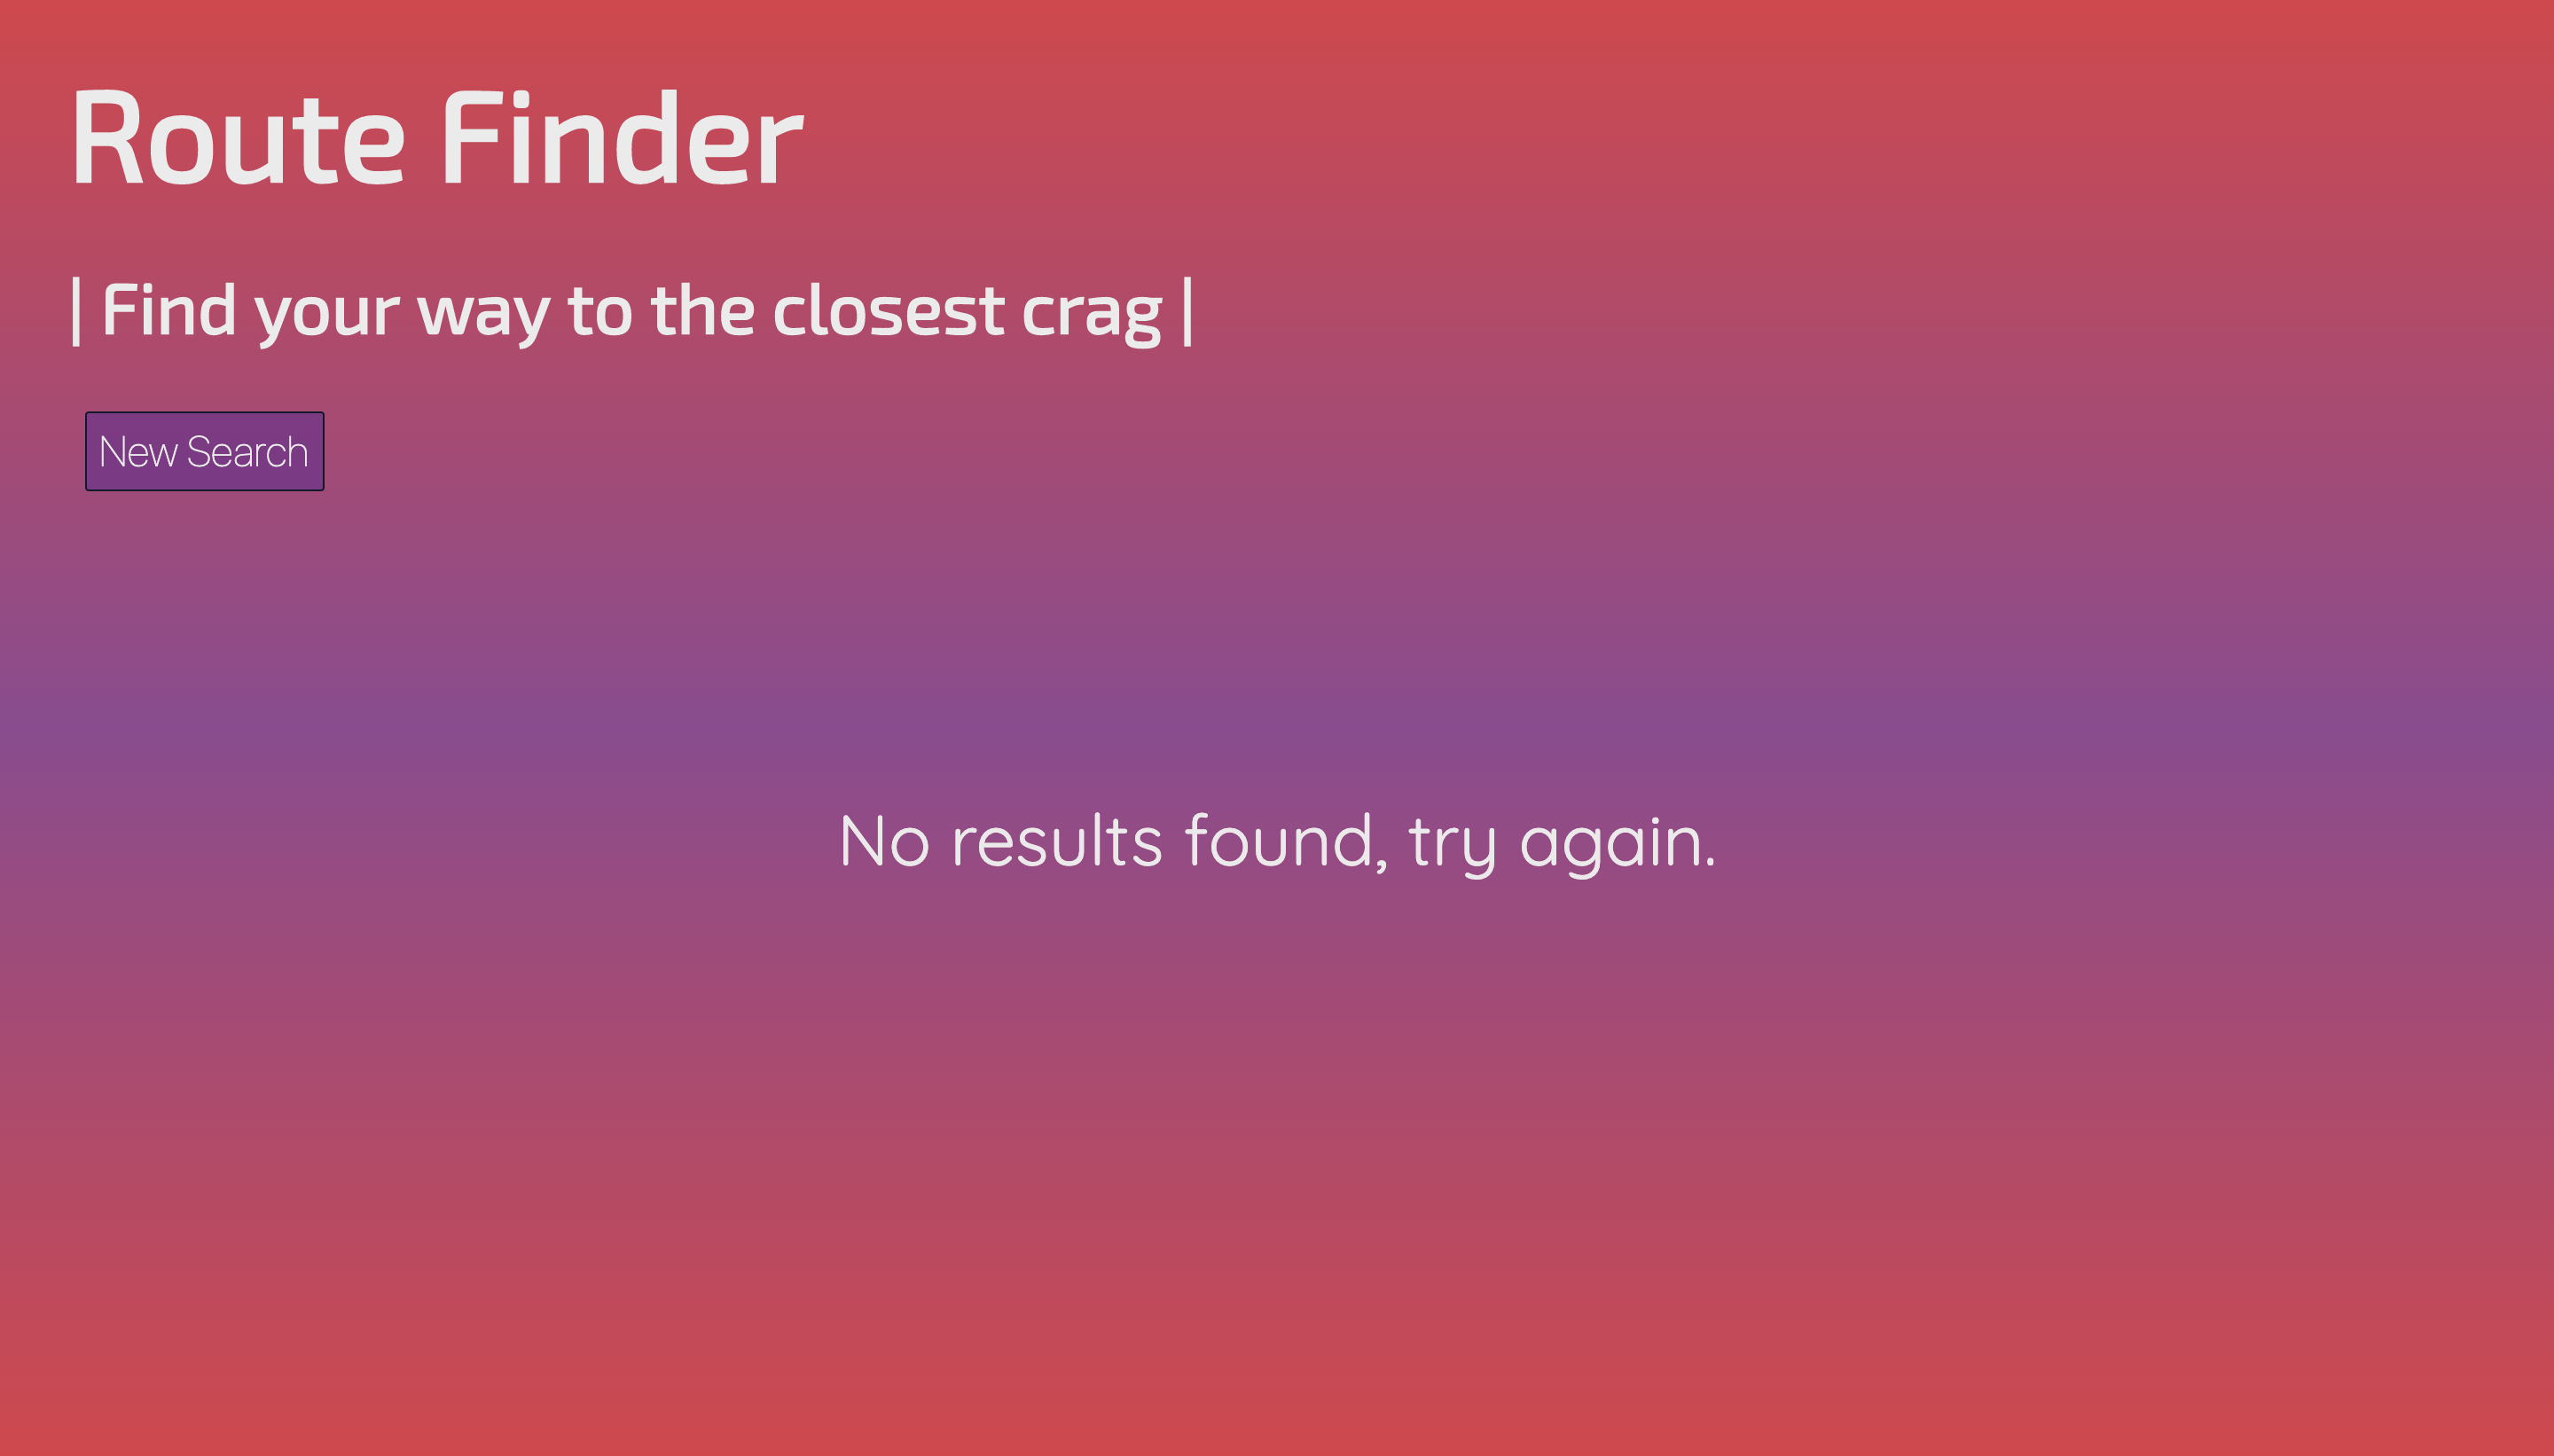 Route Finder
| Find your way to the closest crag |
New Search
No results found, try again.